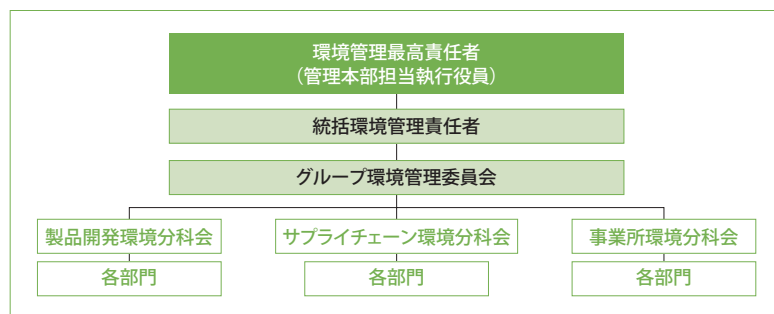 環境管理最高責任者
（管理本部担当執行役員）
統括環境管理責任者
グループ環境管理委員会
製品開発環境分科会
サプライチェーン環境分科会
事業所環境分科会
各部門
各部門
各部門